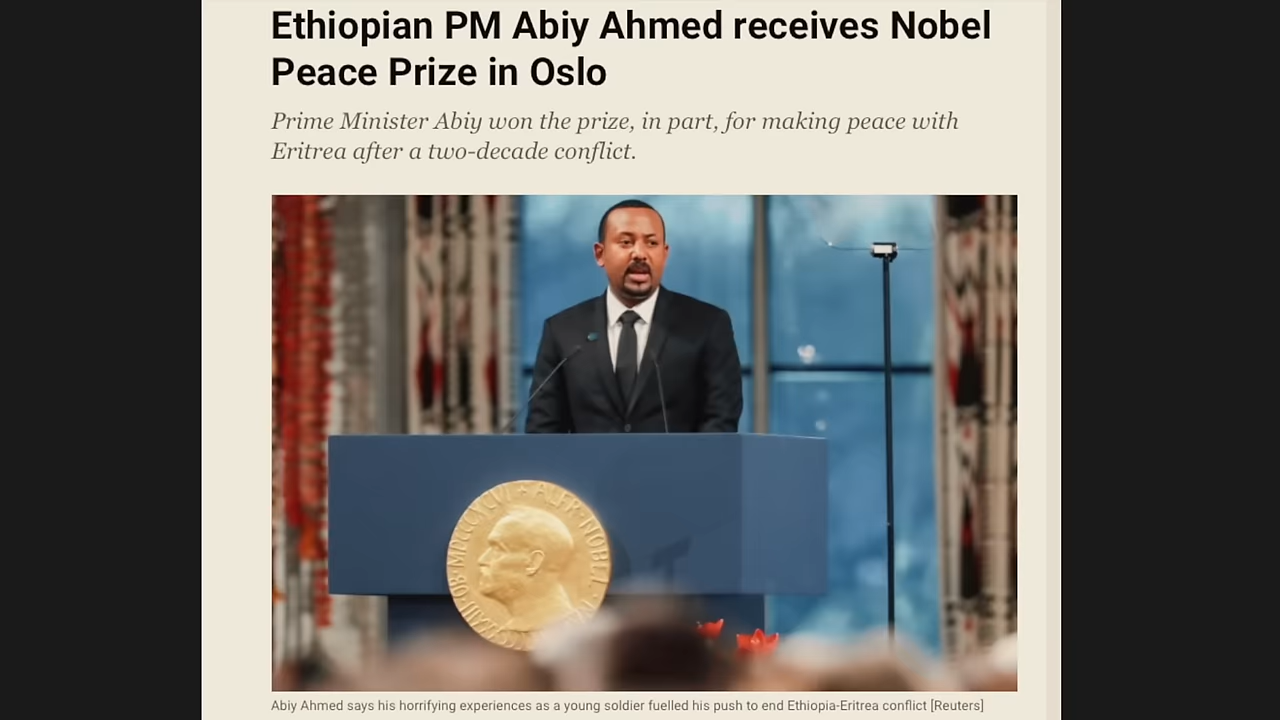 Ethiopian PM Abiy Ahmed receives Nobel
Peace Prize in Oslo
Prime Minister Abiy won the prize, in part, for making peace with
Eritrea after a two-decade conflict.
ALFR· NOBEL
Abiy Ahmed says his horrifying experiences as a young soldier fuelled his push to end Ethiopia-Eritrea conflict [Reuters]